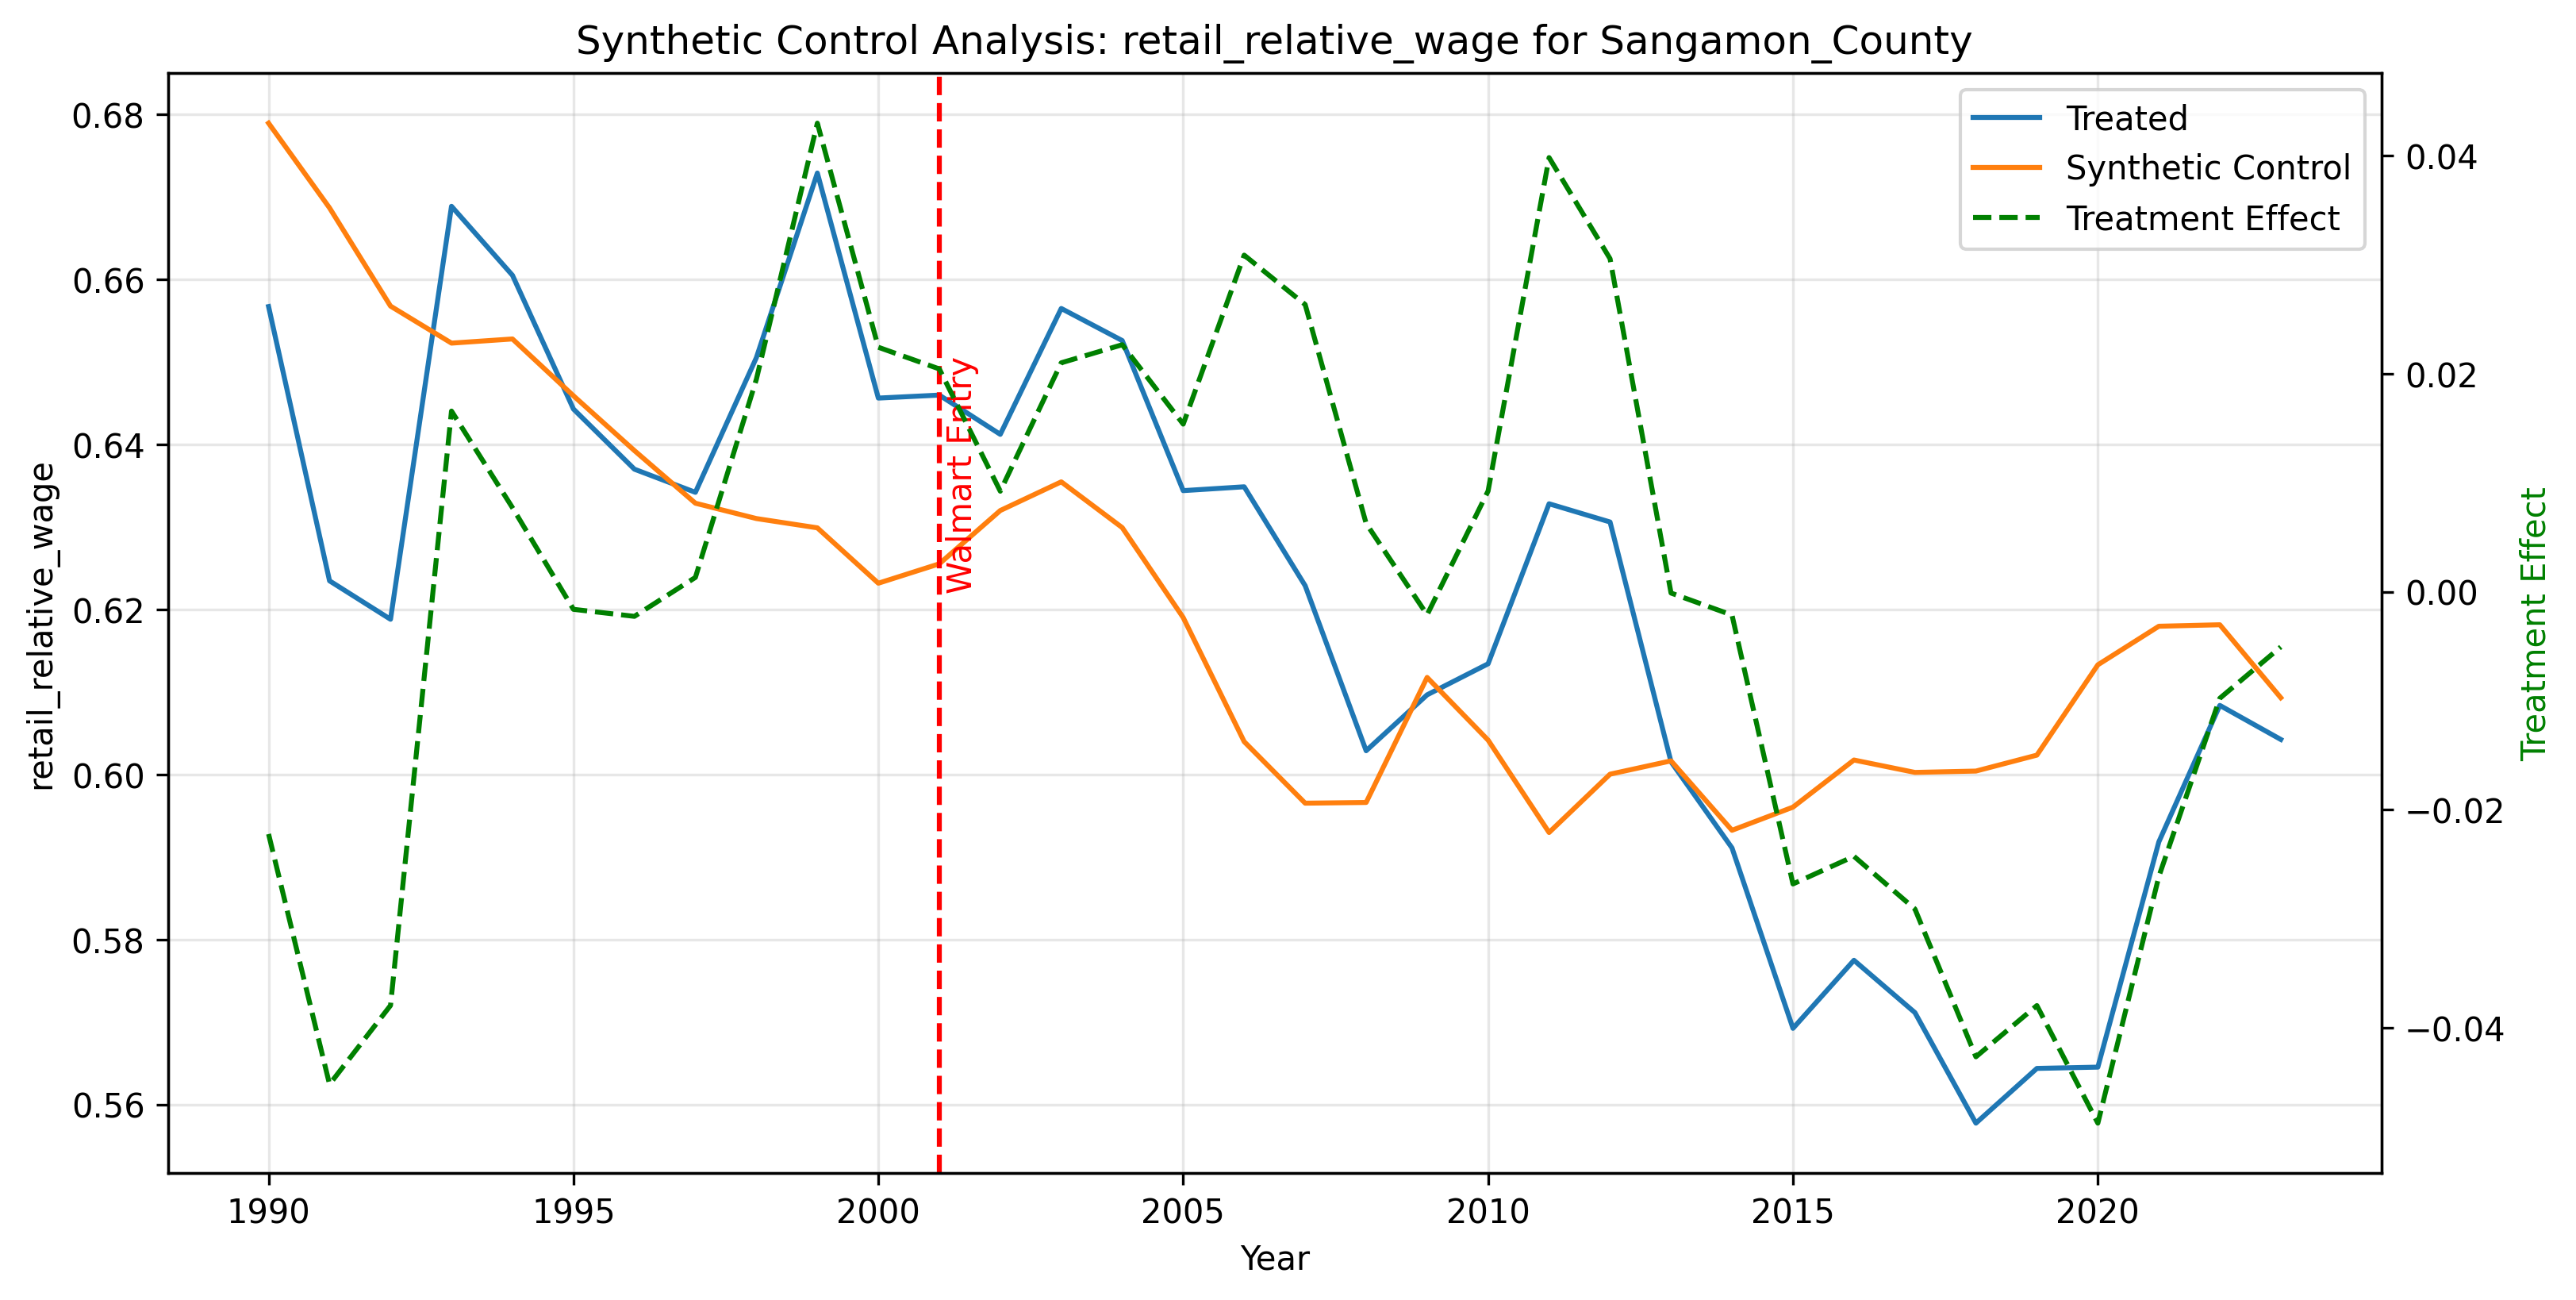 Synthetic Control Analysis: retail_relative_wage for Sangamon_County
Treated
Synthetic Control
Treatment Effect
retail_relative_wage
0.68
0.66
0.64
0.62
0.60
0.58
0.56
Walmart Entry
0.04
0.02
0.00
−0.02
−0.04
Treatment Effect
1990
1995
2000
2005
2010
2015
2020
Year